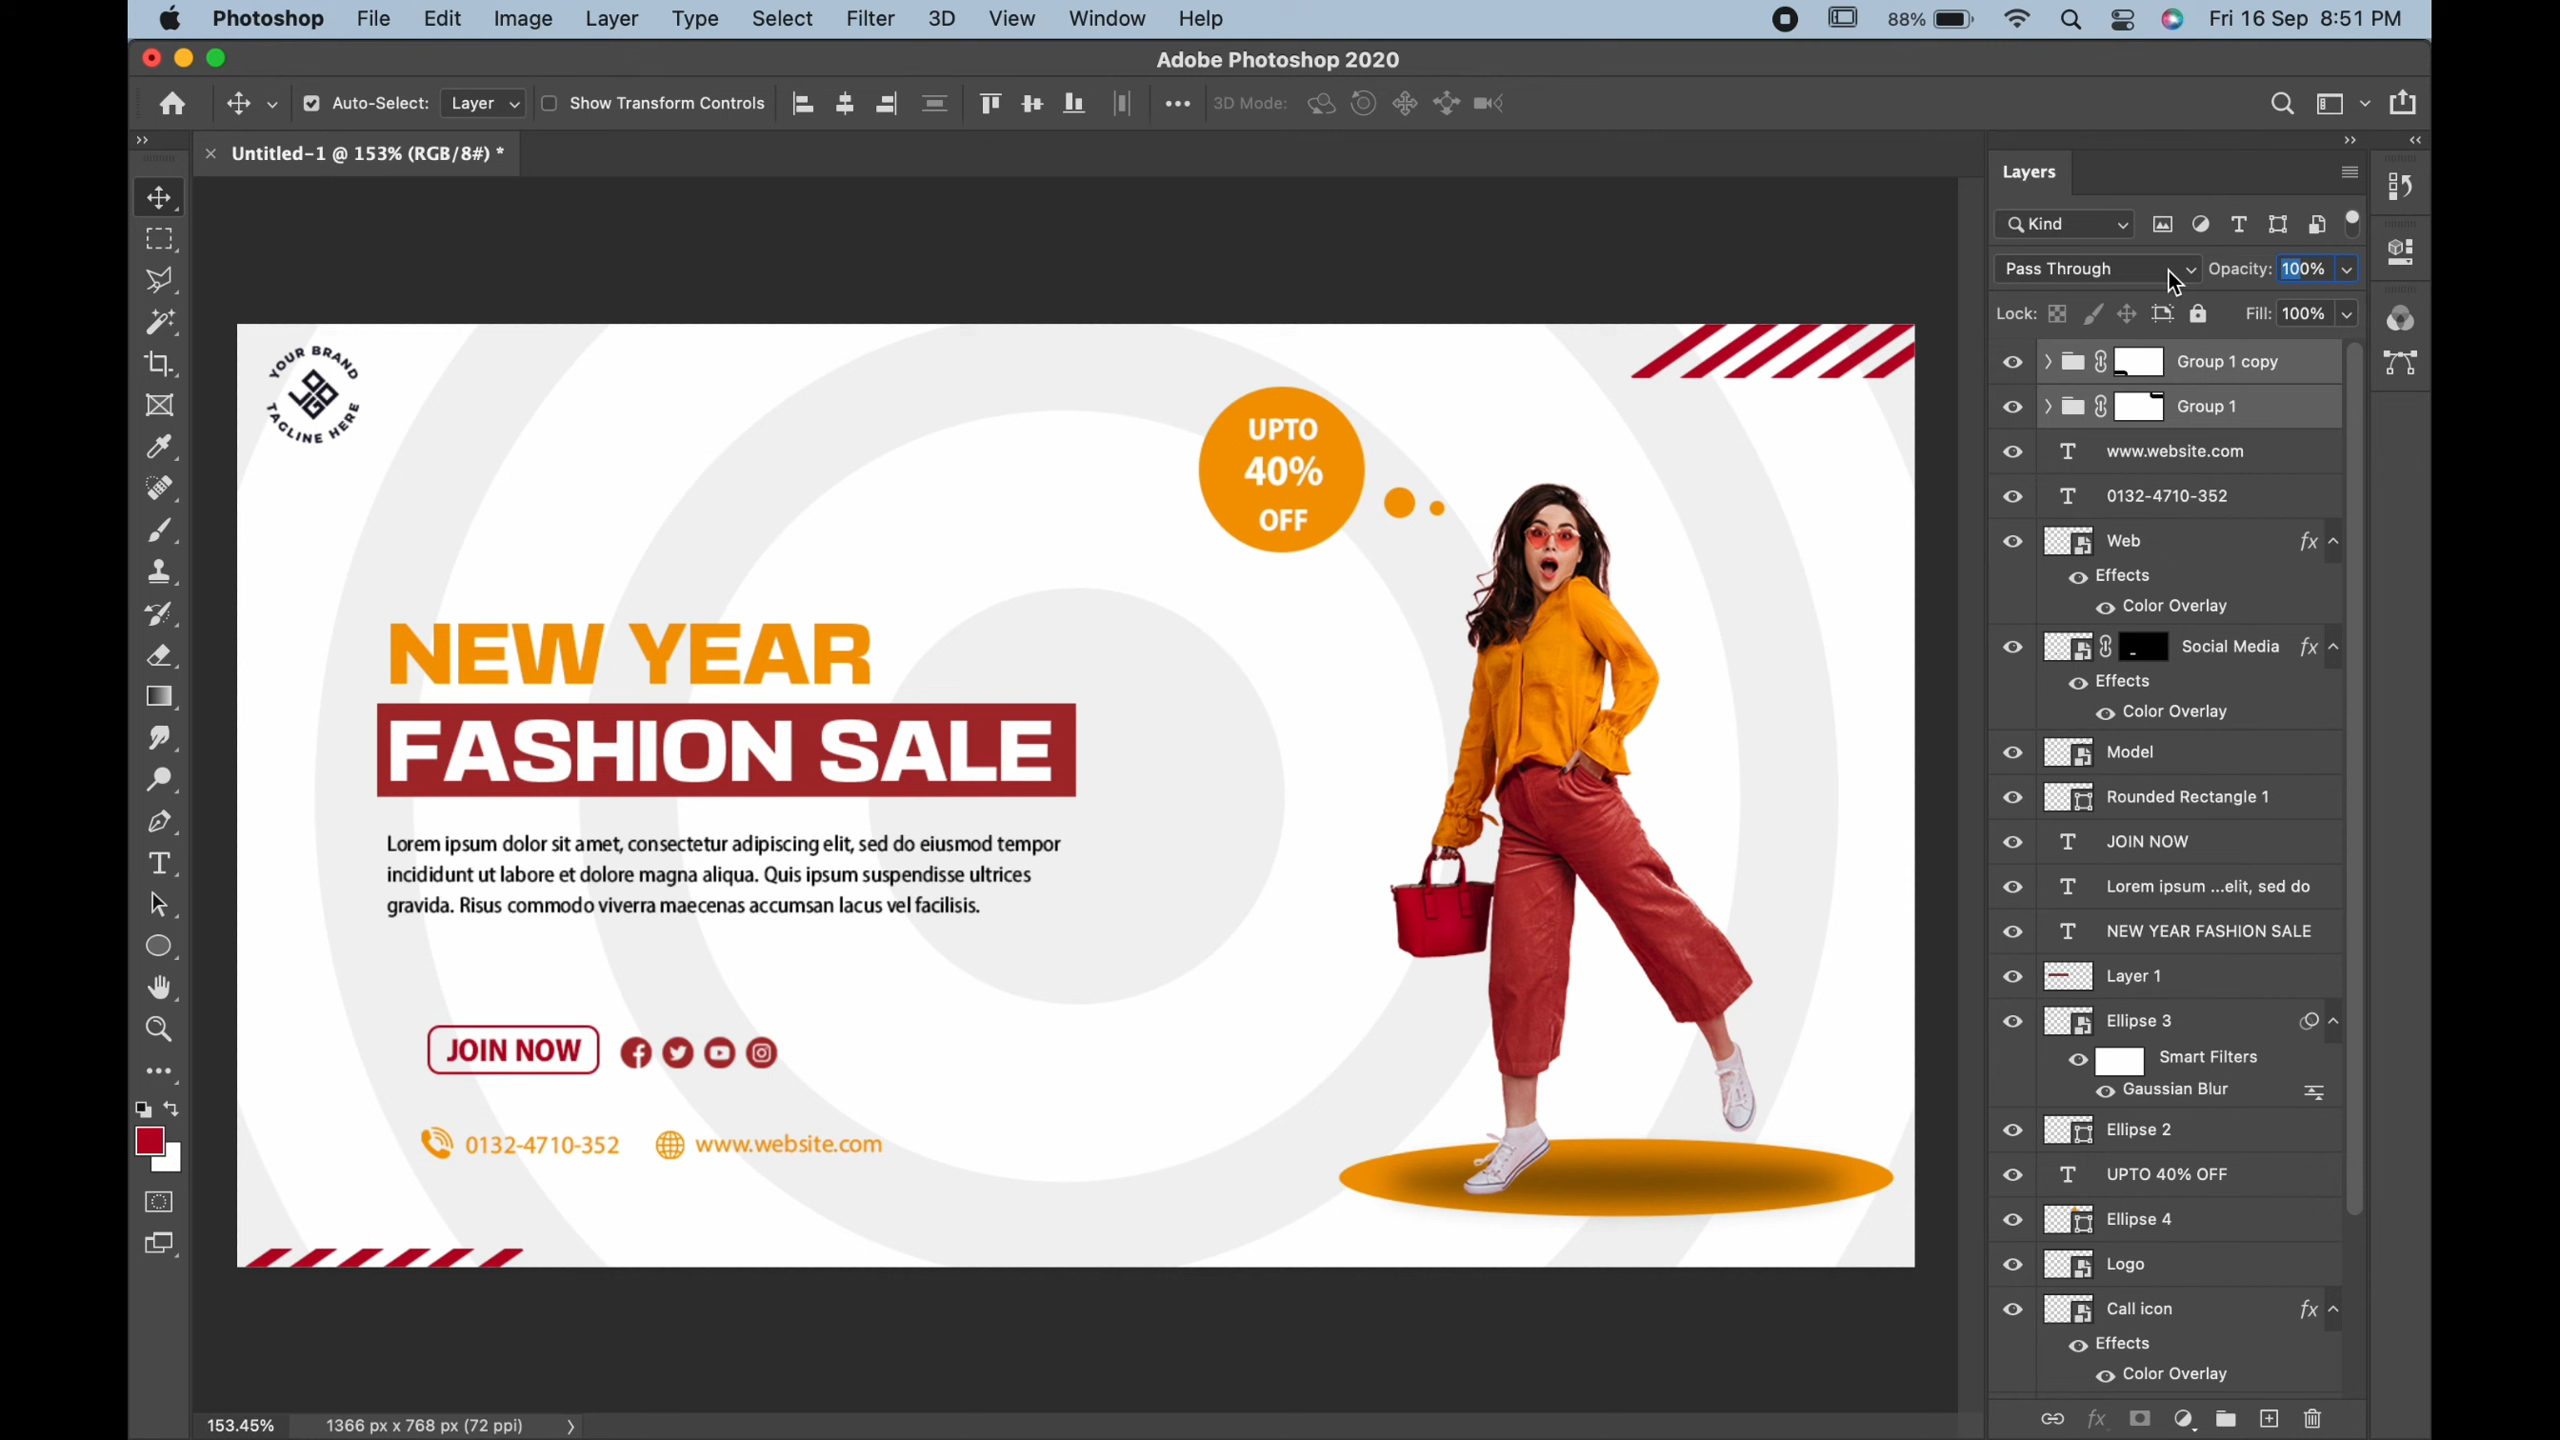 Photoshop File Edit Image Layer Type Select Filter 3D View Window Help 88% Fri 16 Sep 8:51 PM
Adobe Photoshop 2020
Auto-Select: Layer Show Transform Controls 3D Mode:
Untitled-1 @ 153% (RGB/8#) *
YOUR BRAND
LOGO
TAGLINE HERE
UPTO
40%
OFF
NEW YEAR
FASHION SALE
Lorem ipsum dolor sit amet, consectetur adipiscing elit, sed do eiusmod tempor
incididunt ut labore et dolore magna aliqua. Quis ipsum suspendisse ultrices
gravida. Risus commodo viverra maecenas accumsan lacus vel facilisis.
JOIN NOW
0132-4710-352 www.website.com
153.45% 1366 px x 768 px (72 ppi)
Layers
Kind
Pass Through Opacity: 100%
Lock: Fill: 100%
Group 1 copy
Group 1
www.website.com
0132-4710-352
Web fx
Effects
Color Overlay
Social Media fx
Effects
Color Overlay
Model
Rounded Rectangle 1
JOIN NOW
Lorem ipsum ...elit, sed do
NEW YEAR FASHION SALE
Layer 1
Ellipse 3
Smart Filters
Gaussian Blur
Ellipse 2
UPTO 40% OFF
Ellipse 4
Logo
Call icon fx
Effects
Color Overlay
fx